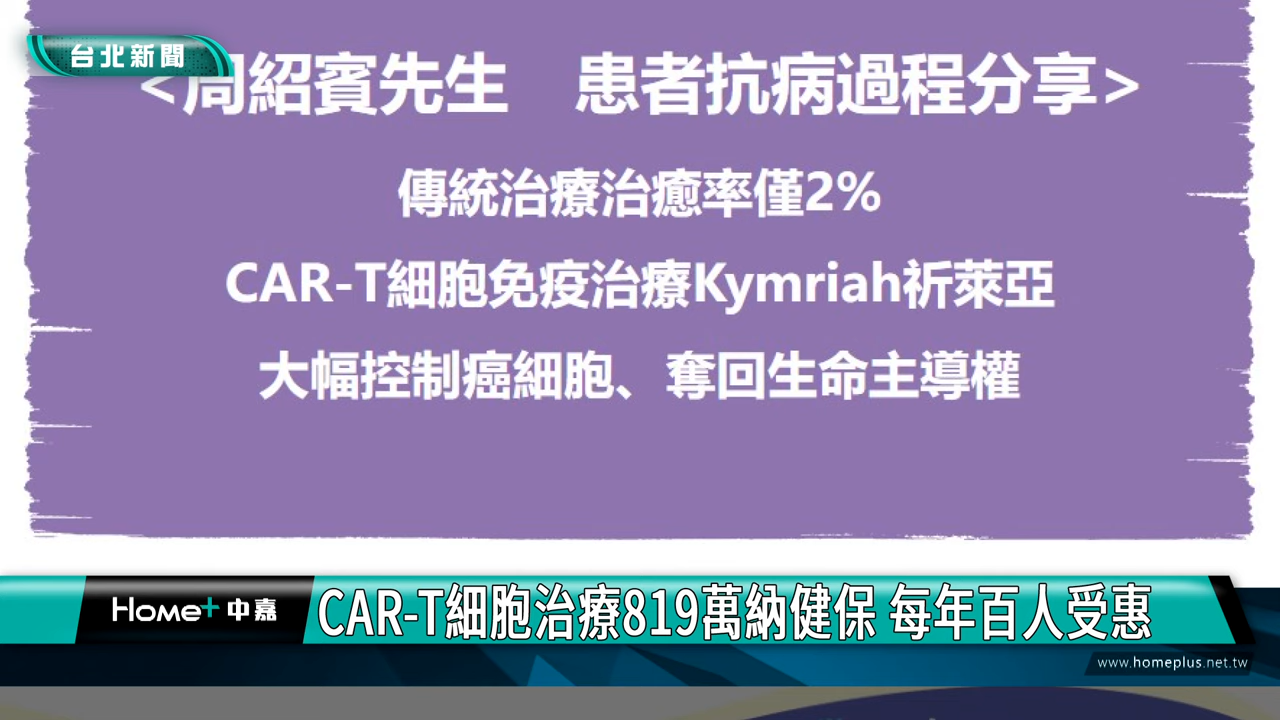 台北新聞
<周紹賓先生 患者抗病過程分享>
傳統治療治癒率僅2%
CAR-T細胞免疫治療Kymriah祈萊亞
大幅控制癌細胞、奪回生命主導權
Home+中嘉
CAR-T細胞治療819萬納健保 每年百人受惠
www.homeplus.net.tw